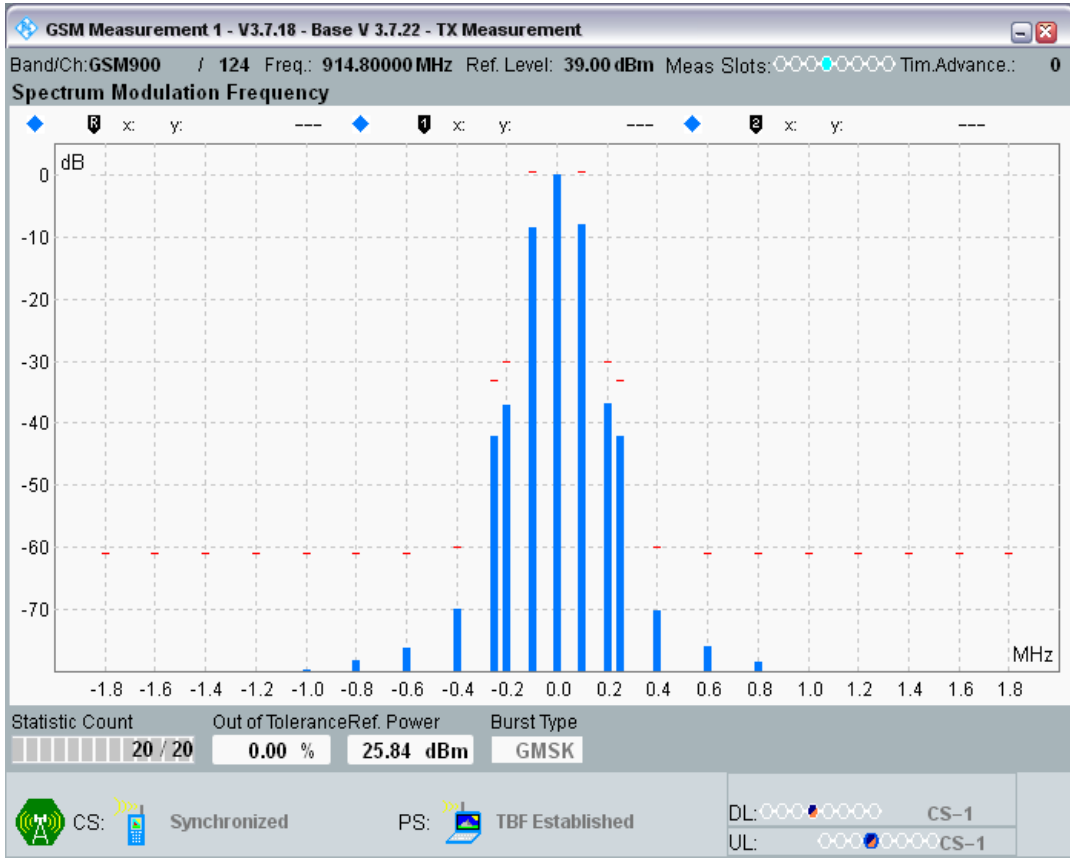 GSM Measurement 1 - V3.7.18 - Base V 3.7.22 - TX Measurement
Band/Ch:GSM900 / 124 Freq.: 914.80000 MHz Ref. Level: 39.00 dBm Meas Slots: Tim.Advance.: 0
Spectrum Modulation Frequency
R x: y: --- 1 x: y: --- 2 x: y: ---
dB
0
-10
-20
-30
-40
-50
-60
-70
MHz
-1.8 -1.6 -1.4 -1.2 -1.0 -0.8 -0.6 -0.4 -0.2 0.0 0.2 0.4 0.6 0.8 1.0 1.2 1.4 1.6 1.8
Statistic Count Out of Tolerance Ref. Power Burst Type
20 / 20 0.00 % 25.84 dBm GMSK
CS: Synchronized PS: TBF Established
DL: CS-1
UL: CS-1